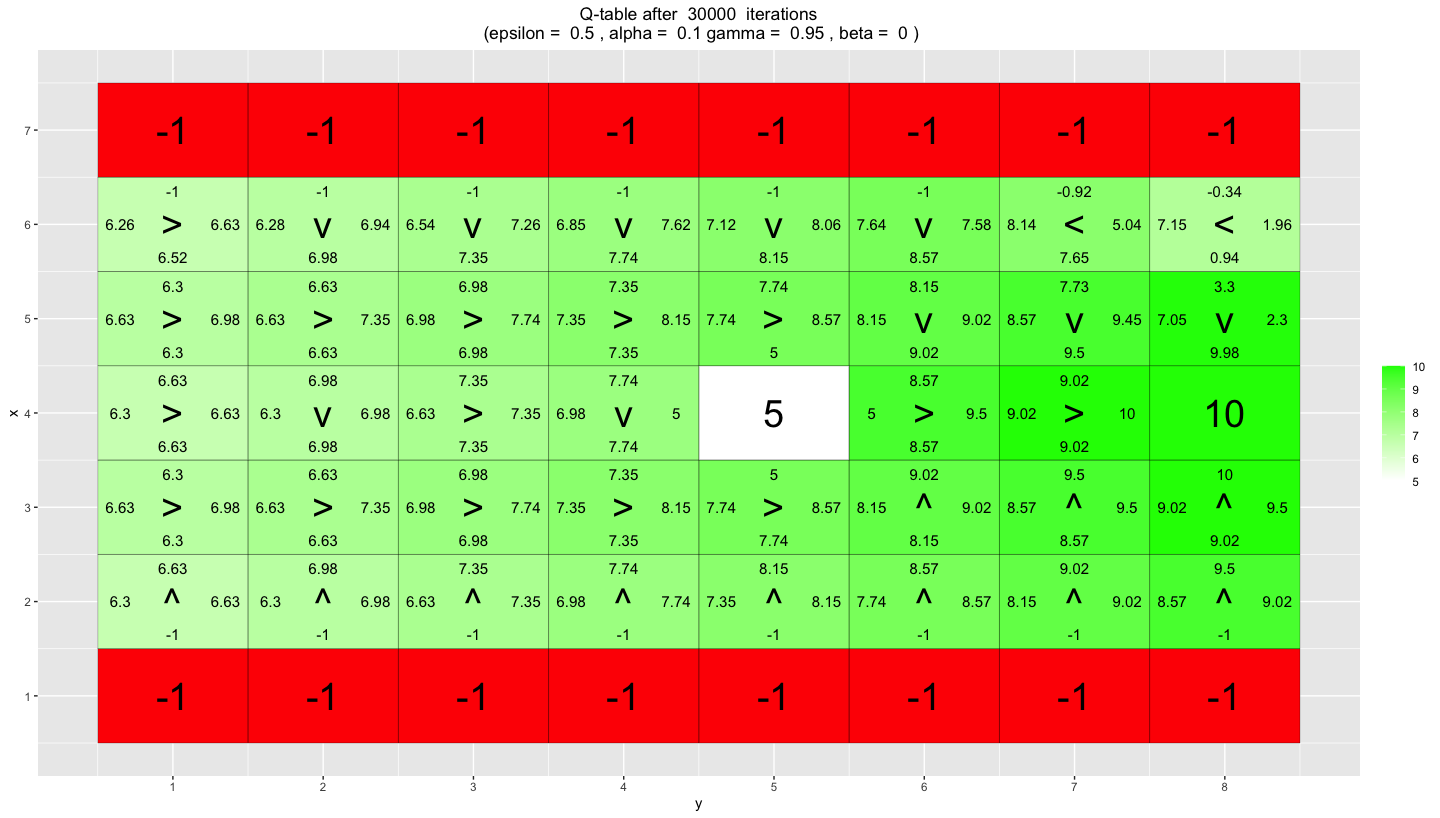 Q-table after  30000  iterations
(epsilon =  0.5 , alpha =  0.1 gamma =  0.95 , beta =  0 )
7 -1 -1 -1 -1 -1 -1 -1 -1
-1 -1 -1 -1 -1 -1 -0.92 -0.34
6 6.26 > 6.63 6.28 v 6.94 6.54 v 7.26 6.85 v 7.62 7.12 v 8.06 7.64 v 7.58 8.14 < 5.04 7.15 < 1.96
6.52 6.98 7.35 7.74 8.15 8.57 7.65 0.94
6.3 6.63 6.98 7.35 7.74 8.15 7.73 3.3
5 6.63 > 6.98 6.63 > 7.35 6.98 > 7.74 7.35 > 8.15 7.74 > 8.57 8.15 v 9.02 8.57 v 9.45 7.05 v 2.3
6.3 6.63 6.98 7.35 5 9.02 9.5 9.98
6.63 6.98 7.35 7.74 8.57 9.02
x 4 6.3 > 6.63 6.3 v 6.98 6.63 > 7.35 6.98 v 5 5 5 > 9.5 9.02 > 10 10
6.63 6.98 7.35 7.74 8.57 9.02
6.3 6.63 6.98 7.35 5 9.02 9.5 10
3 6.63 > 6.98 6.63 > 7.35 6.98 > 7.74 7.35 > 8.15 7.74 > 8.57 8.15 ^ 9.02 8.57 ^ 9.5 9.02 ^ 9.5
6.3 6.63 6.98 7.35 7.74 8.15 8.57 9.02
6.63 6.98 7.35 7.74 8.15 8.57 9.02 9.5
2 6.3 ^ 6.63 6.3 ^ 6.98 6.63 ^ 7.35 6.98 ^ 7.74 7.35 ^ 8.15 7.74 ^ 8.57 8.15 ^ 9.02 8.57 ^ 9.02
-1 -1 -1 -1 -1 -1 -1 -1
1 -1 -1 -1 -1 -1 -1 -1 -1
1 2 3 4 5 6 7 8
y
10
9
8
7
6
5